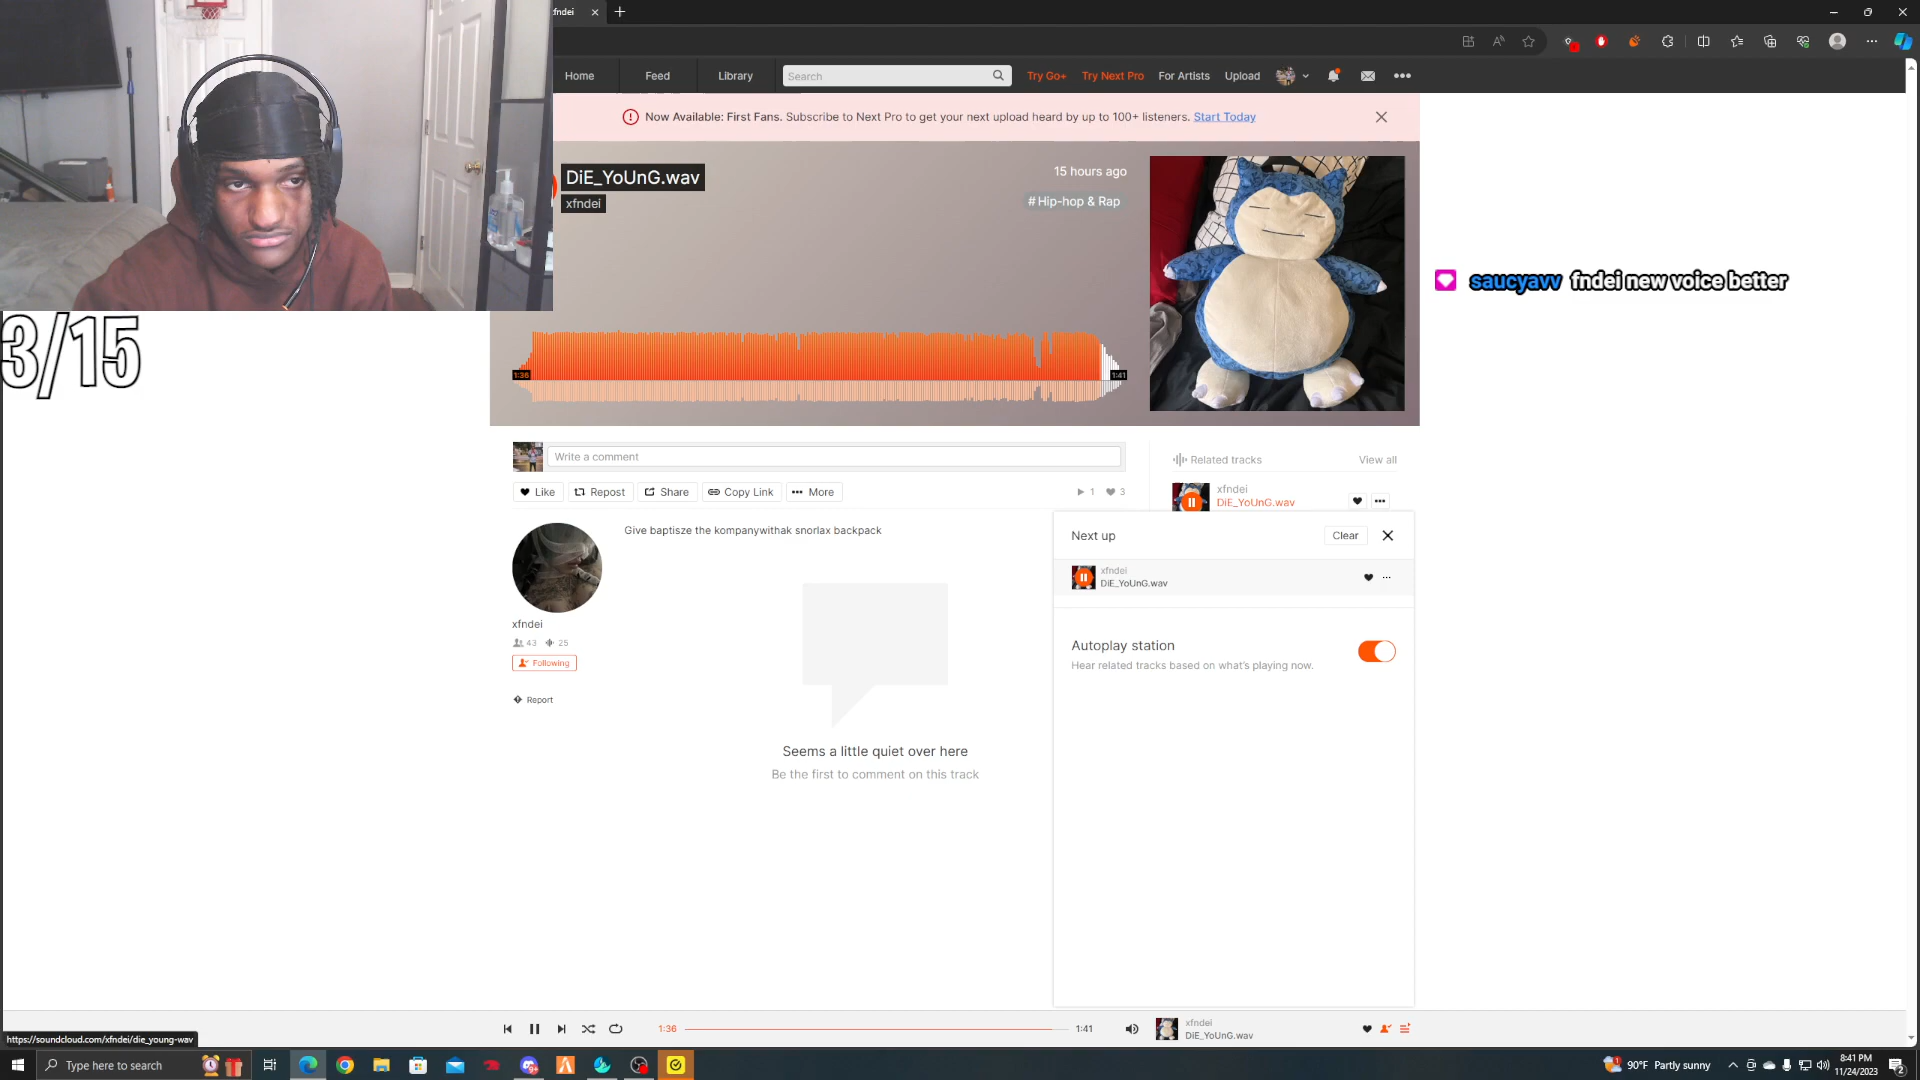 fndei
Home
Feed
Library
Search
Try Go+
Try Next Pro
For Artists
Upload
Now Available: First Fans. Subscribe to Next Pro to get your next upload heard by up to 100+ listeners. Start Today
DiE_YoUnG.wav
xfndei
15 hours ago
# Hip-hop & Rap
saucyavv fndei new voice better
3/15
1:36
1:41
Write a comment
Related tracks
View all
Like
Repost
Share
Copy Link
More
1
3
xfndei
DiE_YoUnG.wav
Give baptisze the kompanywithak snorlax backpack
Next up
Clear
xfndei
DiE_YoUnG.wav
xfndei
43
25
Following
Report
Autoplay station
Hear related tracks based on what's playing now.
Seems a little quiet over here
Be the first to comment on this track
1:36
1:41
xfndei
DiE_YoUnG.wav
https://soundcloud.com/xfndei/die_young-wav
Type here to search
90°F Partly sunny
8:41 PM
11/24/2023